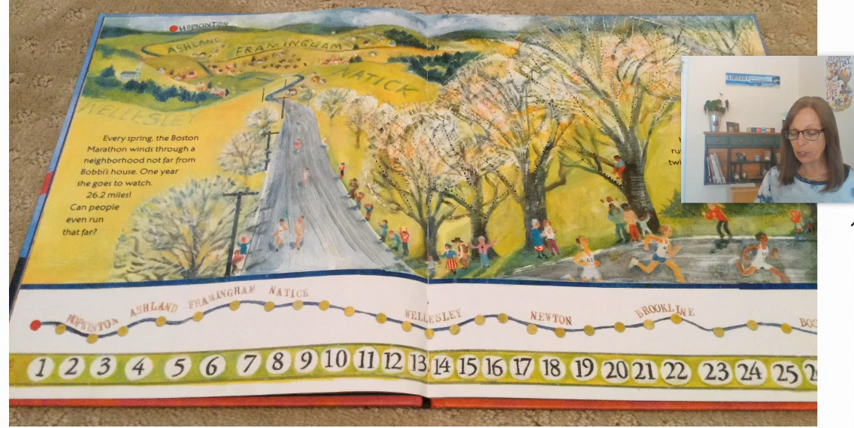 HOPKINTON
ASHLAND
FRAMINGHAM
NATICK
WELLESLEY
Every spring, the Boston
Marathon winds through a
neighborhood not far from
Bobbi's house. One year
she goes to watch.
26.2 miles!
Can people
even run
that far?
HOPKINTON ASHLAND FRAMINGHAM NATICK WELLESLEY NEWTON BROOKLINE
1 2 3 4 5 6 7 8 9 10 11 12 13 14 15 16 17 18 19 20 21 22 23 24 25